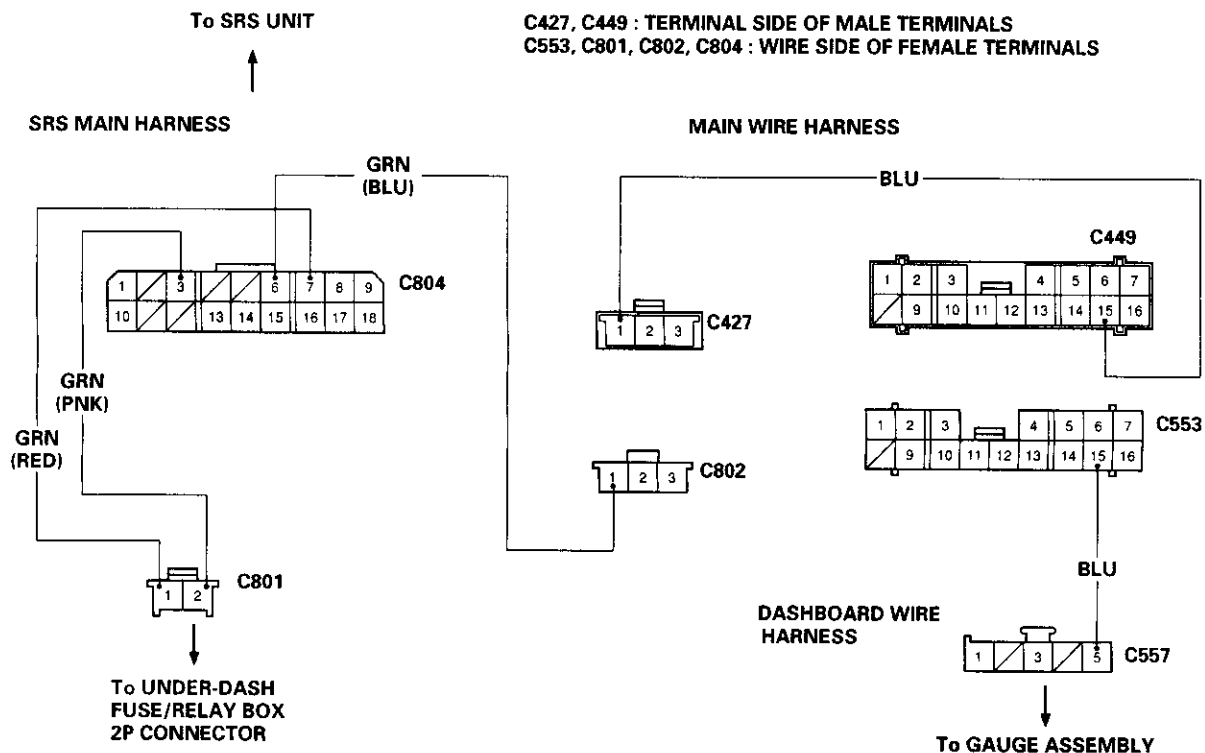 To SRS UNIT
C427, C449 : TERMINAL SIDE OF MALE TERMINALS
C553, C801, C802, C804 : WIRE SIDE OF FEMALE TERMINALS
SRS MAIN HARNESS
MAIN WIRE HARNESS
GRN
(BLU)
BLU
C449
1 2 3 4 5 6 7
9 10 11 12 13 14 15 16
1 3 6 7 8 9
10 13 14 15 16 17 18
C804
1 2 3
C427
GRN
(PNK)
GRN
(RED)
1 2 3 4 5 6 7
9 10 11 12 13 14 15 16
C553
1 2 3
C802
BLU
1 2
C801
DASHBOARD WIRE
HARNESS
1 3 5
C557
To UNDER-DASH
FUSE/RELAY BOX
2P CONNECTOR
To GAUGE ASSEMBLY